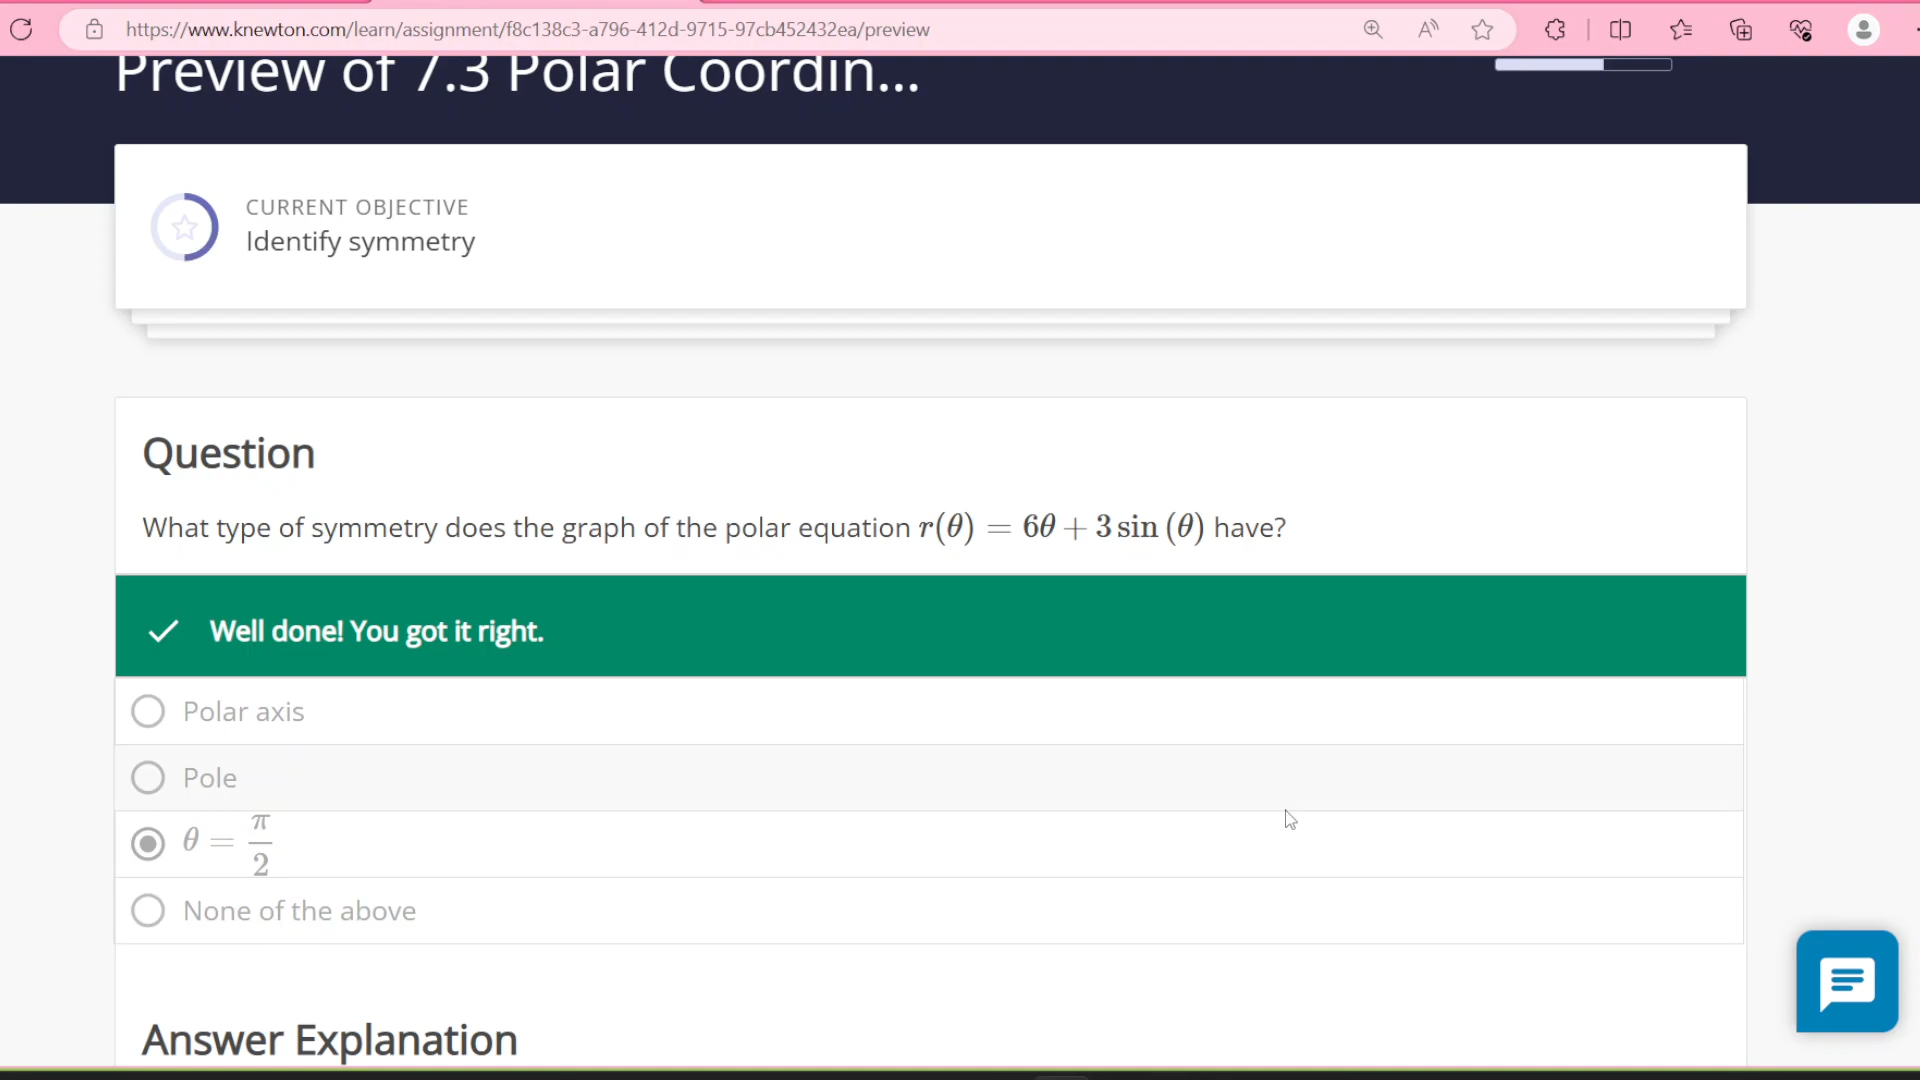 https://www.knewton.com/learn/assignment/f8c138c3-a796-412d-9715-97cb452432ea/preview
Preview of 7.3 Polar Coordin...
CURRENT OBJECTIVE
Identify symmetry
Question
What type of symmetry does the graph of the polar equation r(θ) = 6θ + 3 sin (θ) have?
Well done! You got it right.
Polar axis
Pole
θ = π/2
None of the above
Answer Explanation